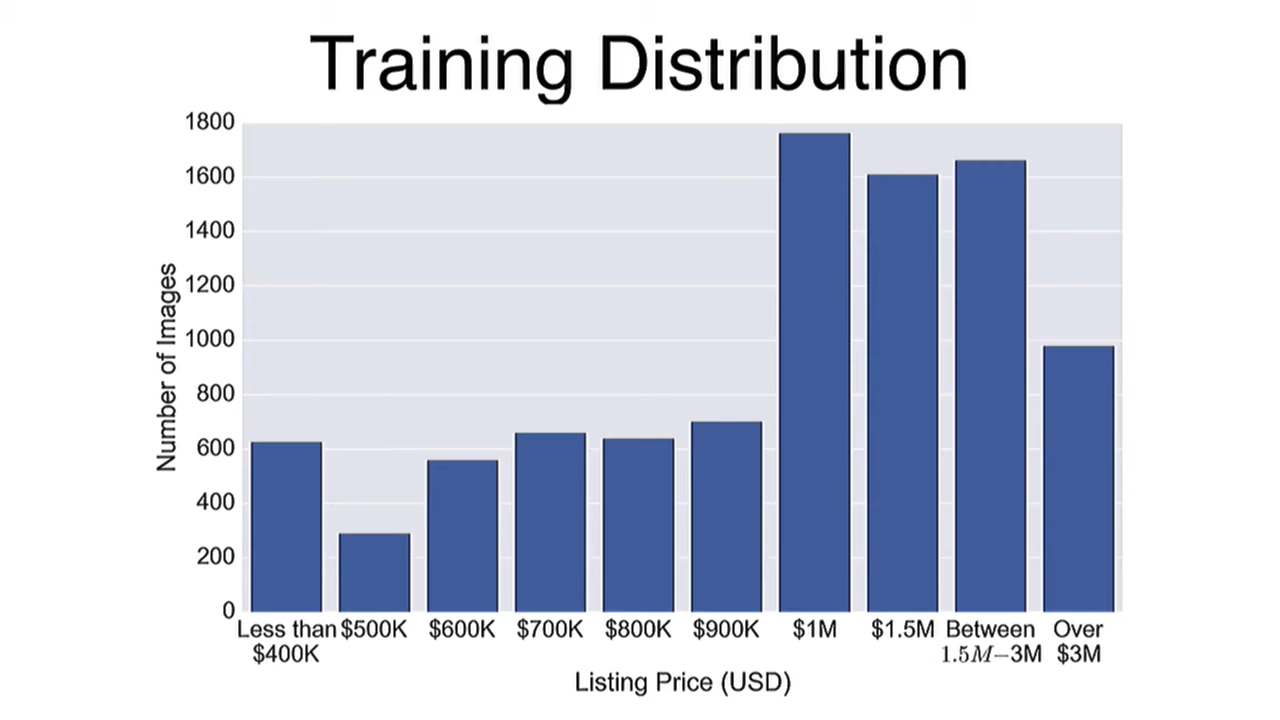 Training Distribution
1800
1600
1400
1200
1000
800
600
400
200
0
Number of Images
Less than $500K $600K $700K $800K $900K $1M $1.5M Between Over
$400K 1.5M−3M $3M
Listing Price (USD)